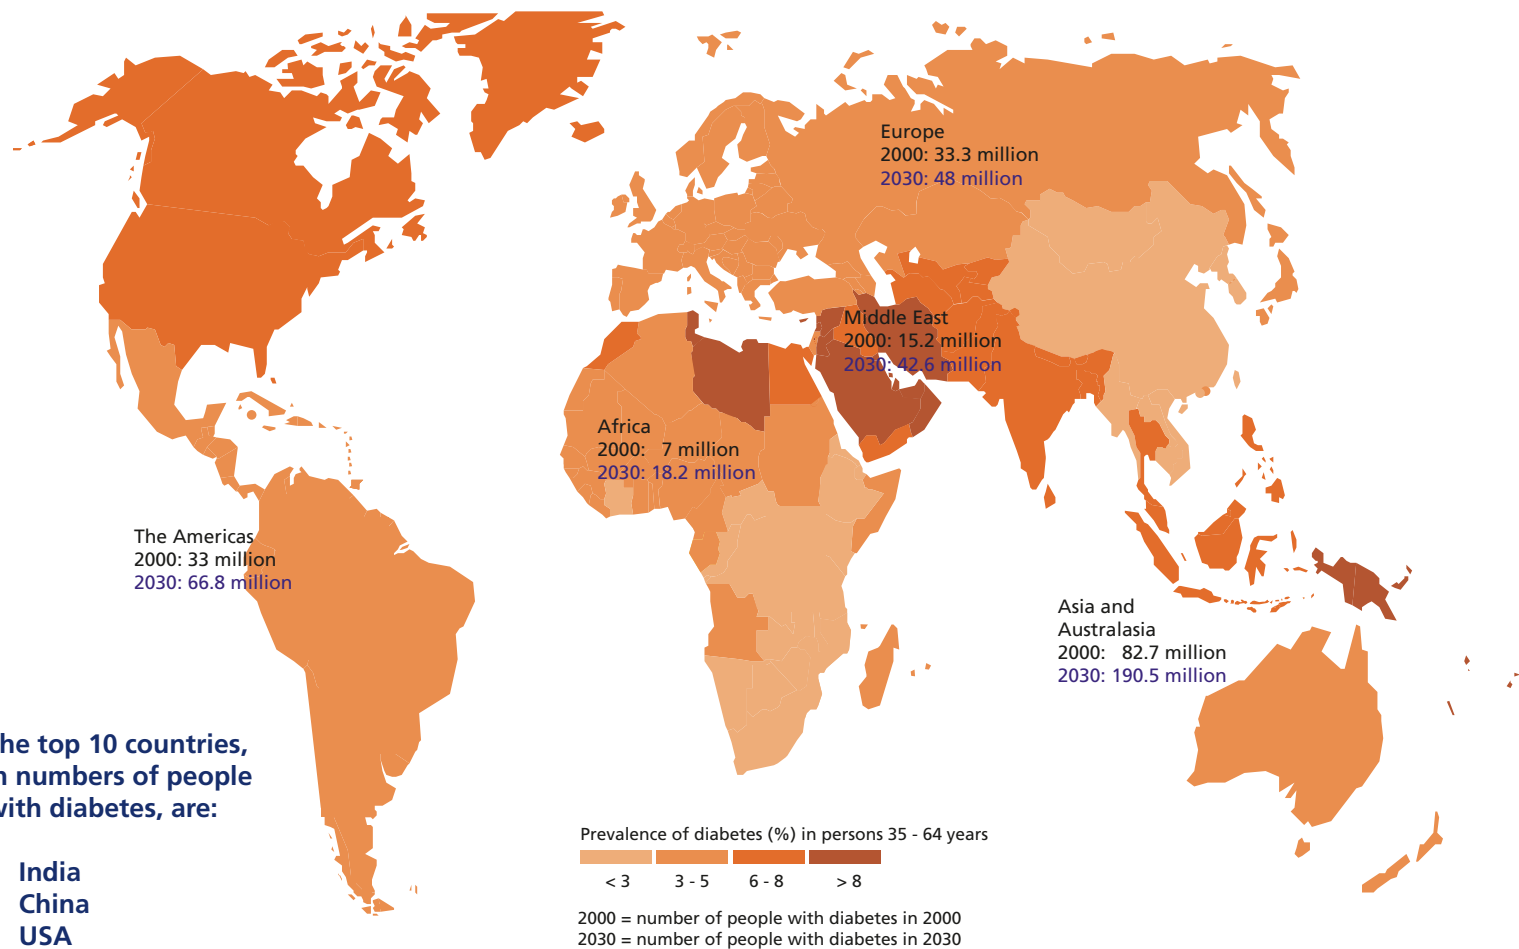 Europe
2000: 33.3 million
2030: 48 million
Middle East
2000: 15.2 million
2030: 42.6 million
Africa
2000: 7 million
2030: 18.2 million
The Americas
2000: 33 million
2030: 66.8 million
Asia and
Australasia
2000: 82.7 million
2030: 190.5 million
he top 10 countries,
numbers of people
with diabetes, are:
India
China
USA
Prevalence of diabetes (%) in persons 35 - 64 years
< 3 3 - 5 6 - 8 > 8
2000 = number of people with diabetes in 2000
2030 = number of people with diabetes in 2030